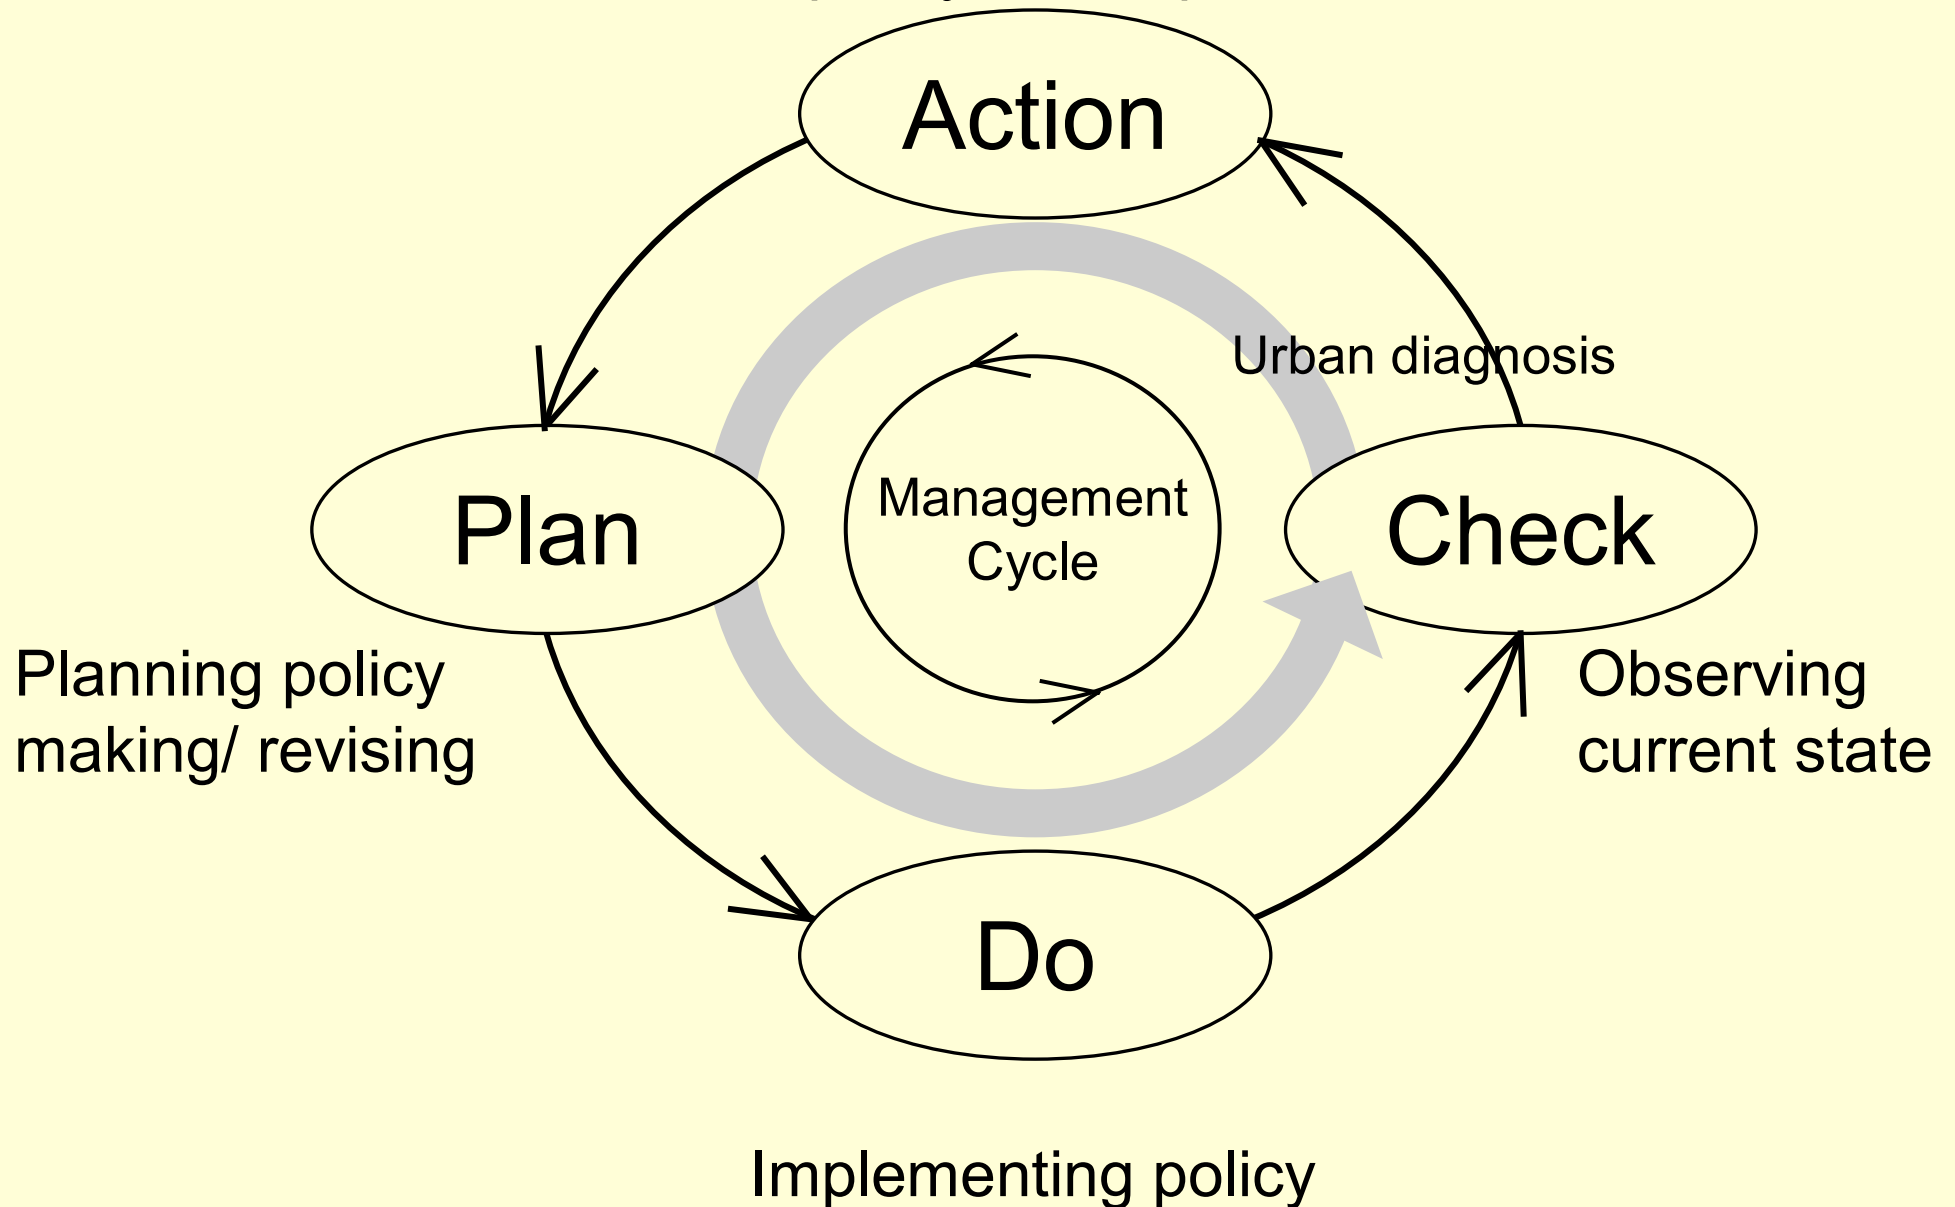 Action
Urban diagnosis
Management
Cycle
Plan
Check
Planning policy
making/ revising
Observing
current state
Do
Implementing policy